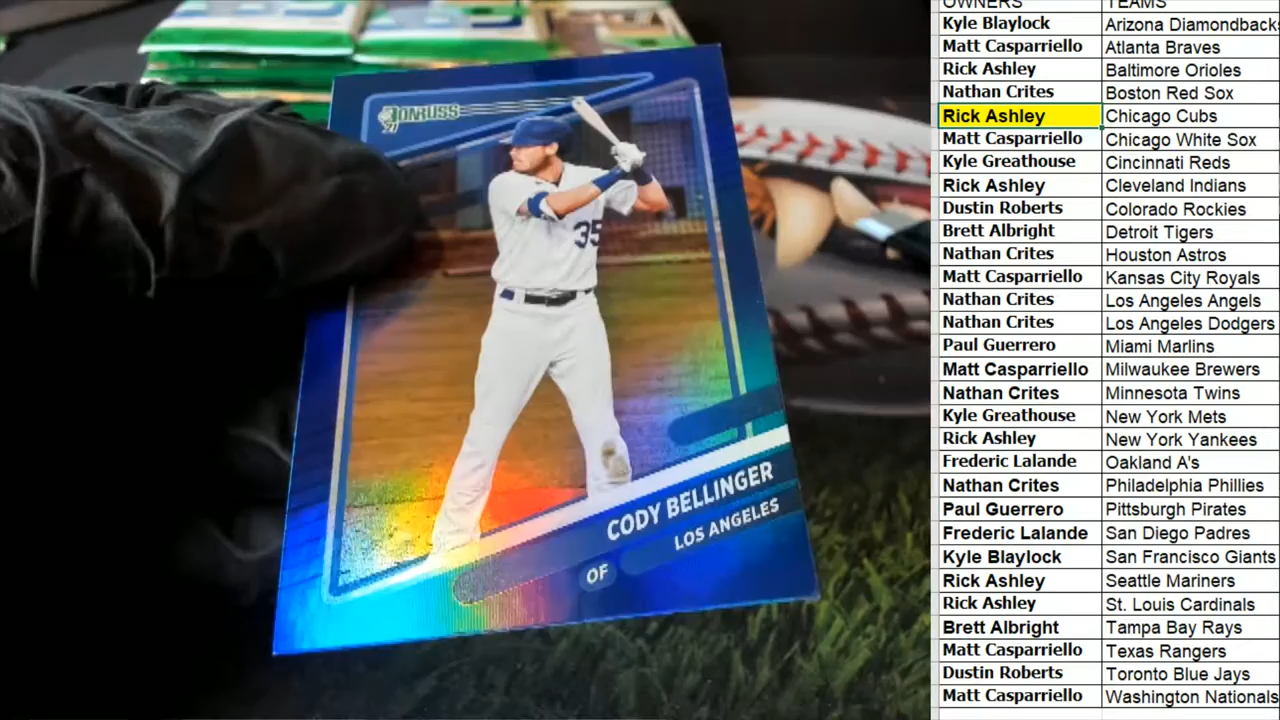 DONRUSS
35
CODY BELLINGER
LOS ANGELES
OF
OWNERS TEAMS
Kyle Blaylock Arizona Diamondbacks
Matt Casparriello Atlanta Braves
Rick Ashley Baltimore Orioles
Nathan Crites Boston Red Sox
Rick Ashley Chicago Cubs
Matt Casparriello Chicago White Sox
Kyle Greathouse Cincinnati Reds
Rick Ashley Cleveland Indians
Dustin Roberts Colorado Rockies
Brett Albright Detroit Tigers
Nathan Crites Houston Astros
Matt Casparriello Kansas City Royals
Nathan Crites Los Angeles Angels
Nathan Crites Los Angeles Dodgers
Paul Guerrero Miami Marlins
Matt Casparriello Milwaukee Brewers
Nathan Crites Minnesota Twins
Kyle Greathouse New York Mets
Rick Ashley New York Yankees
Frederic Lalande Oakland A's
Nathan Crites Philadelphia Phillies
Paul Guerrero Pittsburgh Pirates
Frederic Lalande San Diego Padres
Kyle Blaylock San Francisco Giants
Rick Ashley Seattle Mariners
Rick Ashley St. Louis Cardinals
Brett Albright Tampa Bay Rays
Matt Casparriello Texas Rangers
Dustin Roberts Toronto Blue Jays
Matt Casparriello Washington Nationals